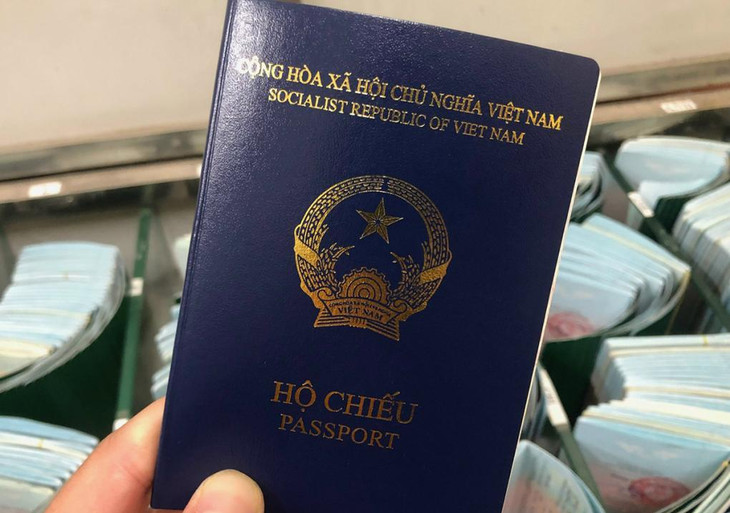 CỘNG HÒA XÃ HỘI CHỦ NGHĨA VIỆT NAM
SOCIALIST REPUBLIC OF VIET NAM
VIỆT NAM
HỘ CHIẾU
PASSPORT